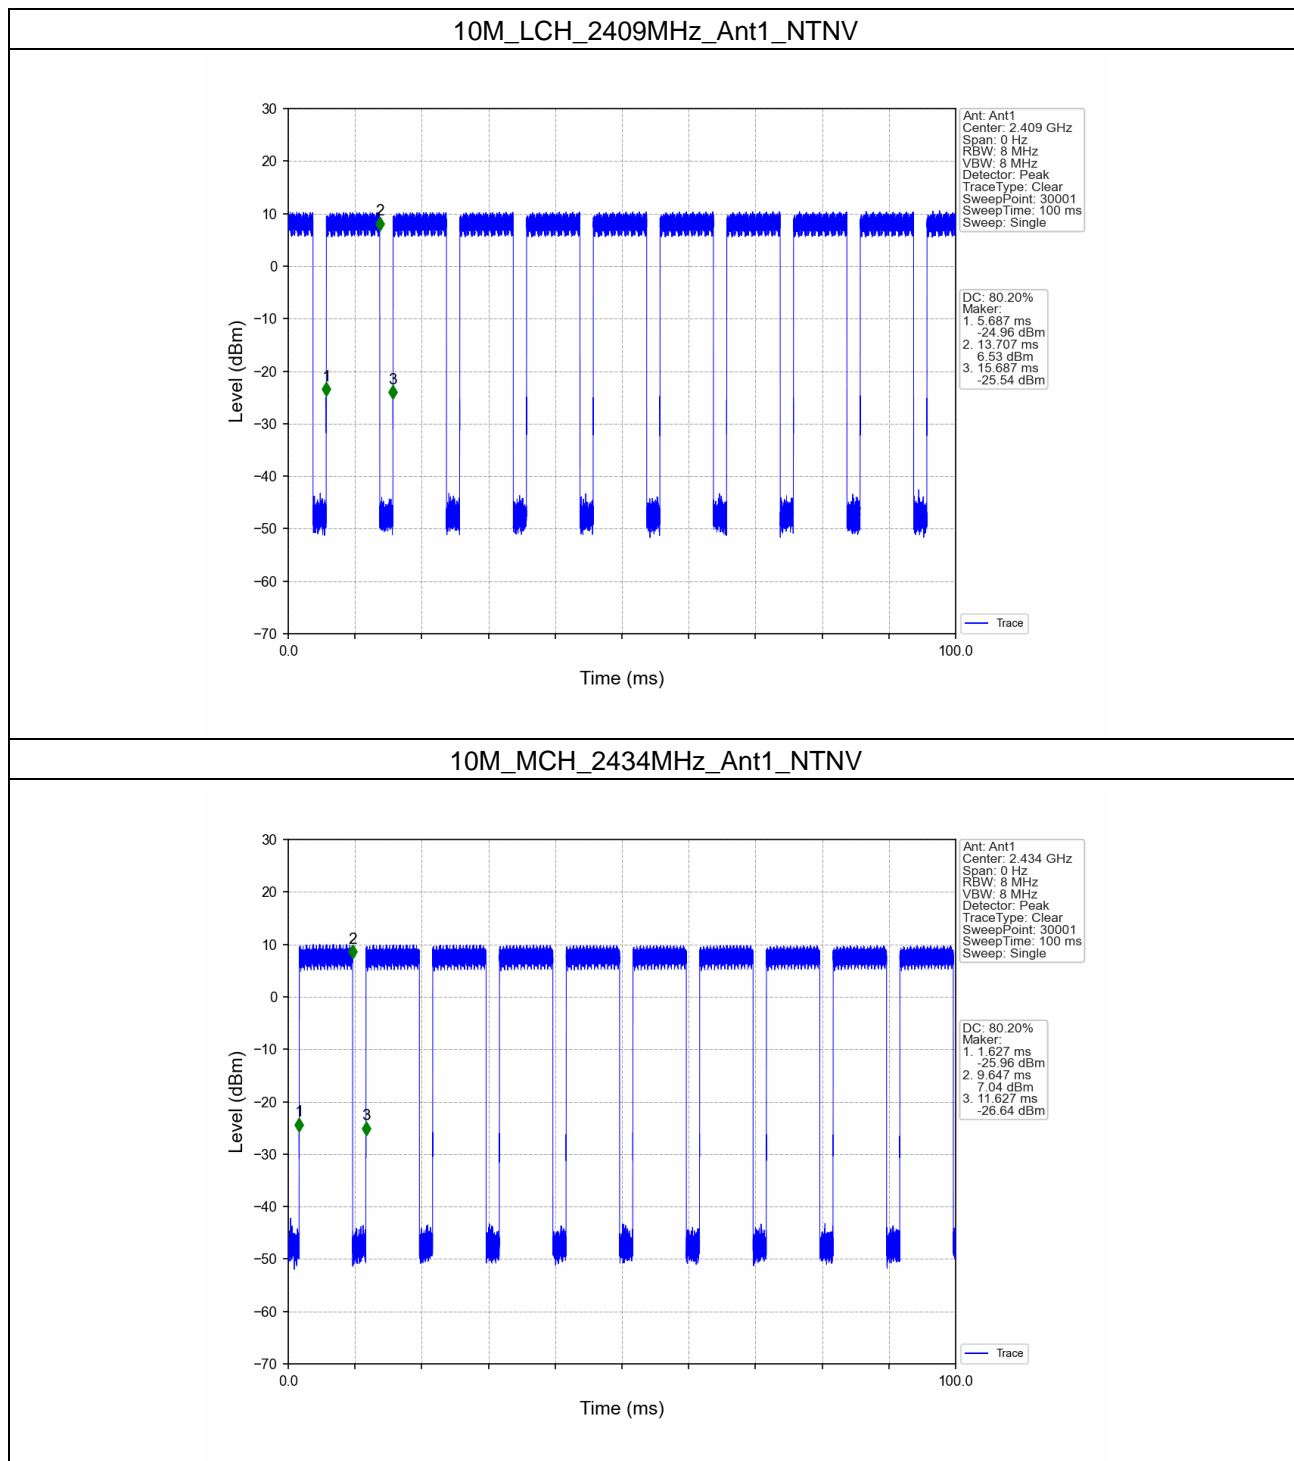 10M_LCH_2409MHz_Ant1_NTNV
30
20
10
0
−10
−20
−30
−40
−50
−60
−70
Level (dBm)
1
2
3
0.0
100.0
Time (ms)
Ant: Ant1
Center: 2.409 GHz
Span: 0 Hz
RBW: 8 MHz
VBW: 8 MHz
Detector: Peak
TraceType: Clear
SweepPoint: 30001
SweepTime: 100 ms
Sweep: Single
DC: 80.20%
Maker:
1. 5.687 ms
-24.96 dBm
2. 13.707 ms
6.53 dBm
3. 15.687 ms
-25.54 dBm
Trace
10M_MCH_2434MHz_Ant1_NTNV
30
20
10
0
−10
−20
−30
−40
−50
−60
−70
Level (dBm)
1
2
3
0.0
100.0
Time (ms)
Ant: Ant1
Center: 2.434 GHz
Span: 0 Hz
RBW: 8 MHz
VBW: 8 MHz
Detector: Peak
TraceType: Clear
SweepPoint: 30001
SweepTime: 100 ms
Sweep: Single
DC: 80.20%
Maker:
1. 1.627 ms
-25.96 dBm
2. 9.647 ms
7.04 dBm
3. 11.627 ms
-26.64 dBm
Trace